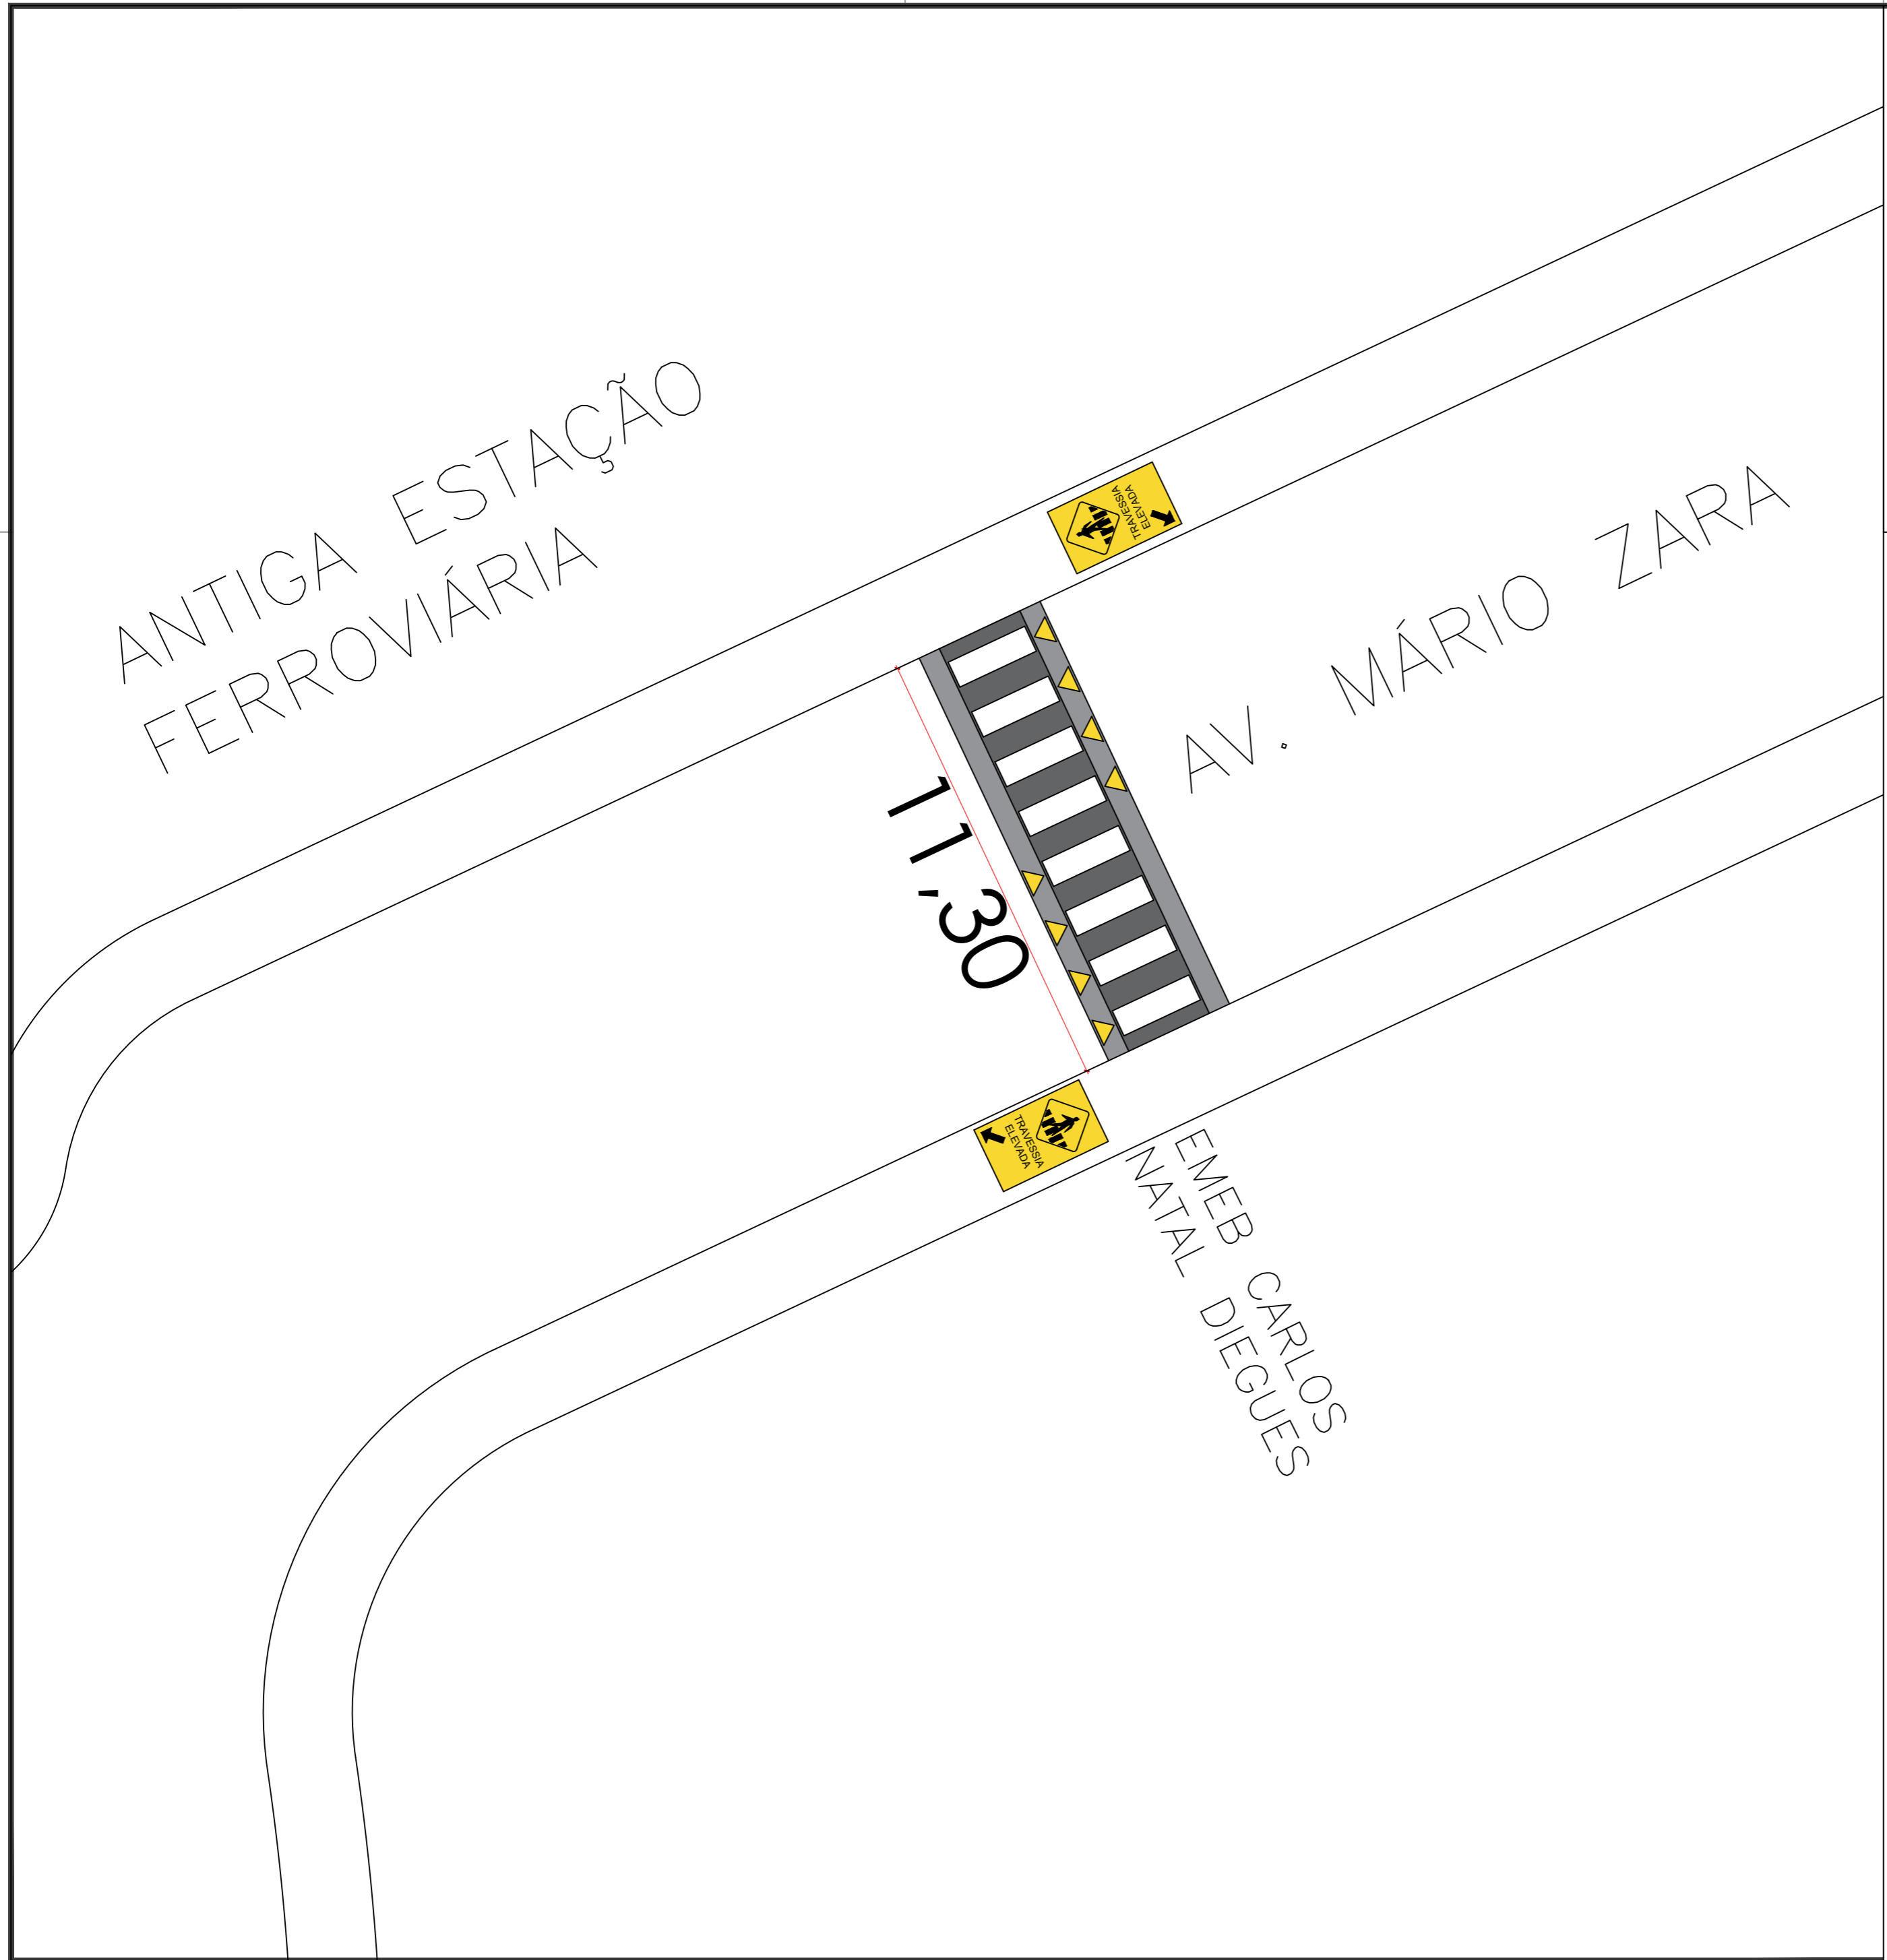 ANTIGA ESTAÇÃO
FERROVIÁRIA
TRAVESSIA
ELEVADA
AV. MÁRIO ZARA
11,30
TRAVESSIA
ELEVADA
EMEB CARLOS
NATAL DIEGUES